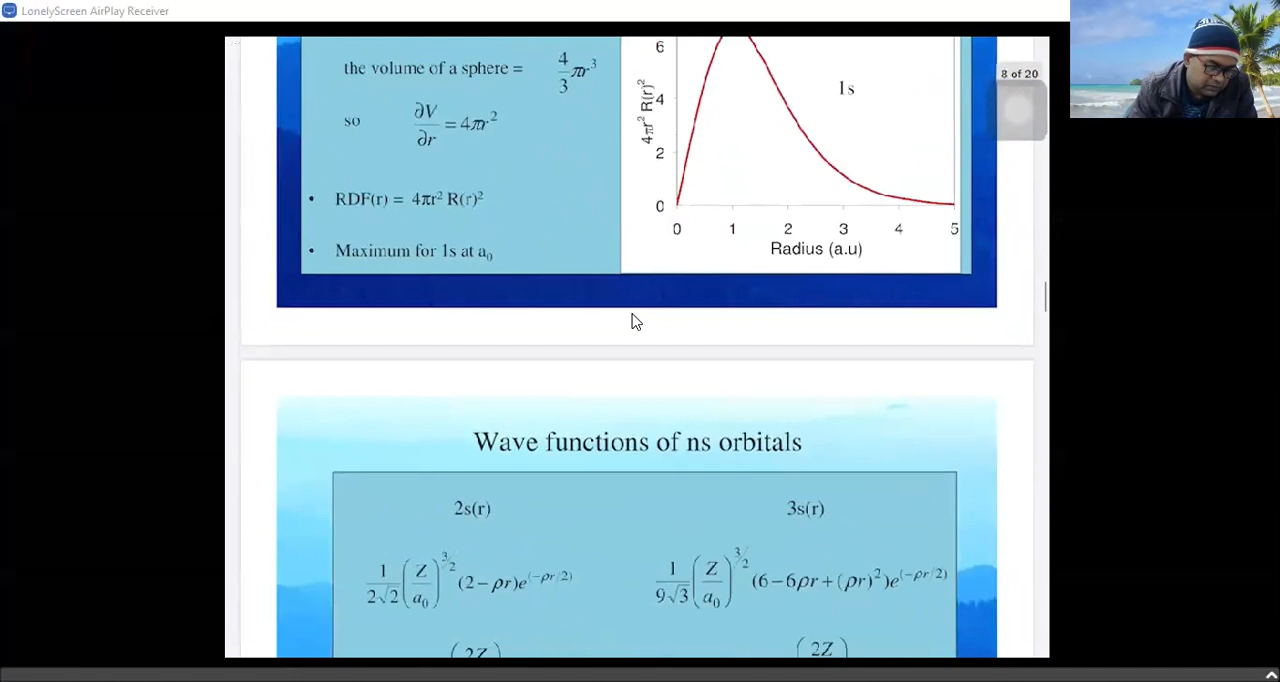 LonelyScreen AirPlay Receiver
8 of 20
the volume of a sphere = 4/3 πr³
so ∂V/∂r = 4πr²
• RDF(r) = 4πr² R(r)²
• Maximum for 1s at a₀
4πr² R(r)²
6
4
2
0
1s
0 1 2 3 4 5
Radius (a.u)
Wave functions of ns orbitals
2s(r) 3s(r)
1/(2√2) (Z/a₀)^(3/2) (2−ρr)e^(−ρr/2) 1/(9√3) (Z/a₀)^(3/2) (6−6ρr+(ρr)²)e^(−ρr/2)
(2Z) (2Z)